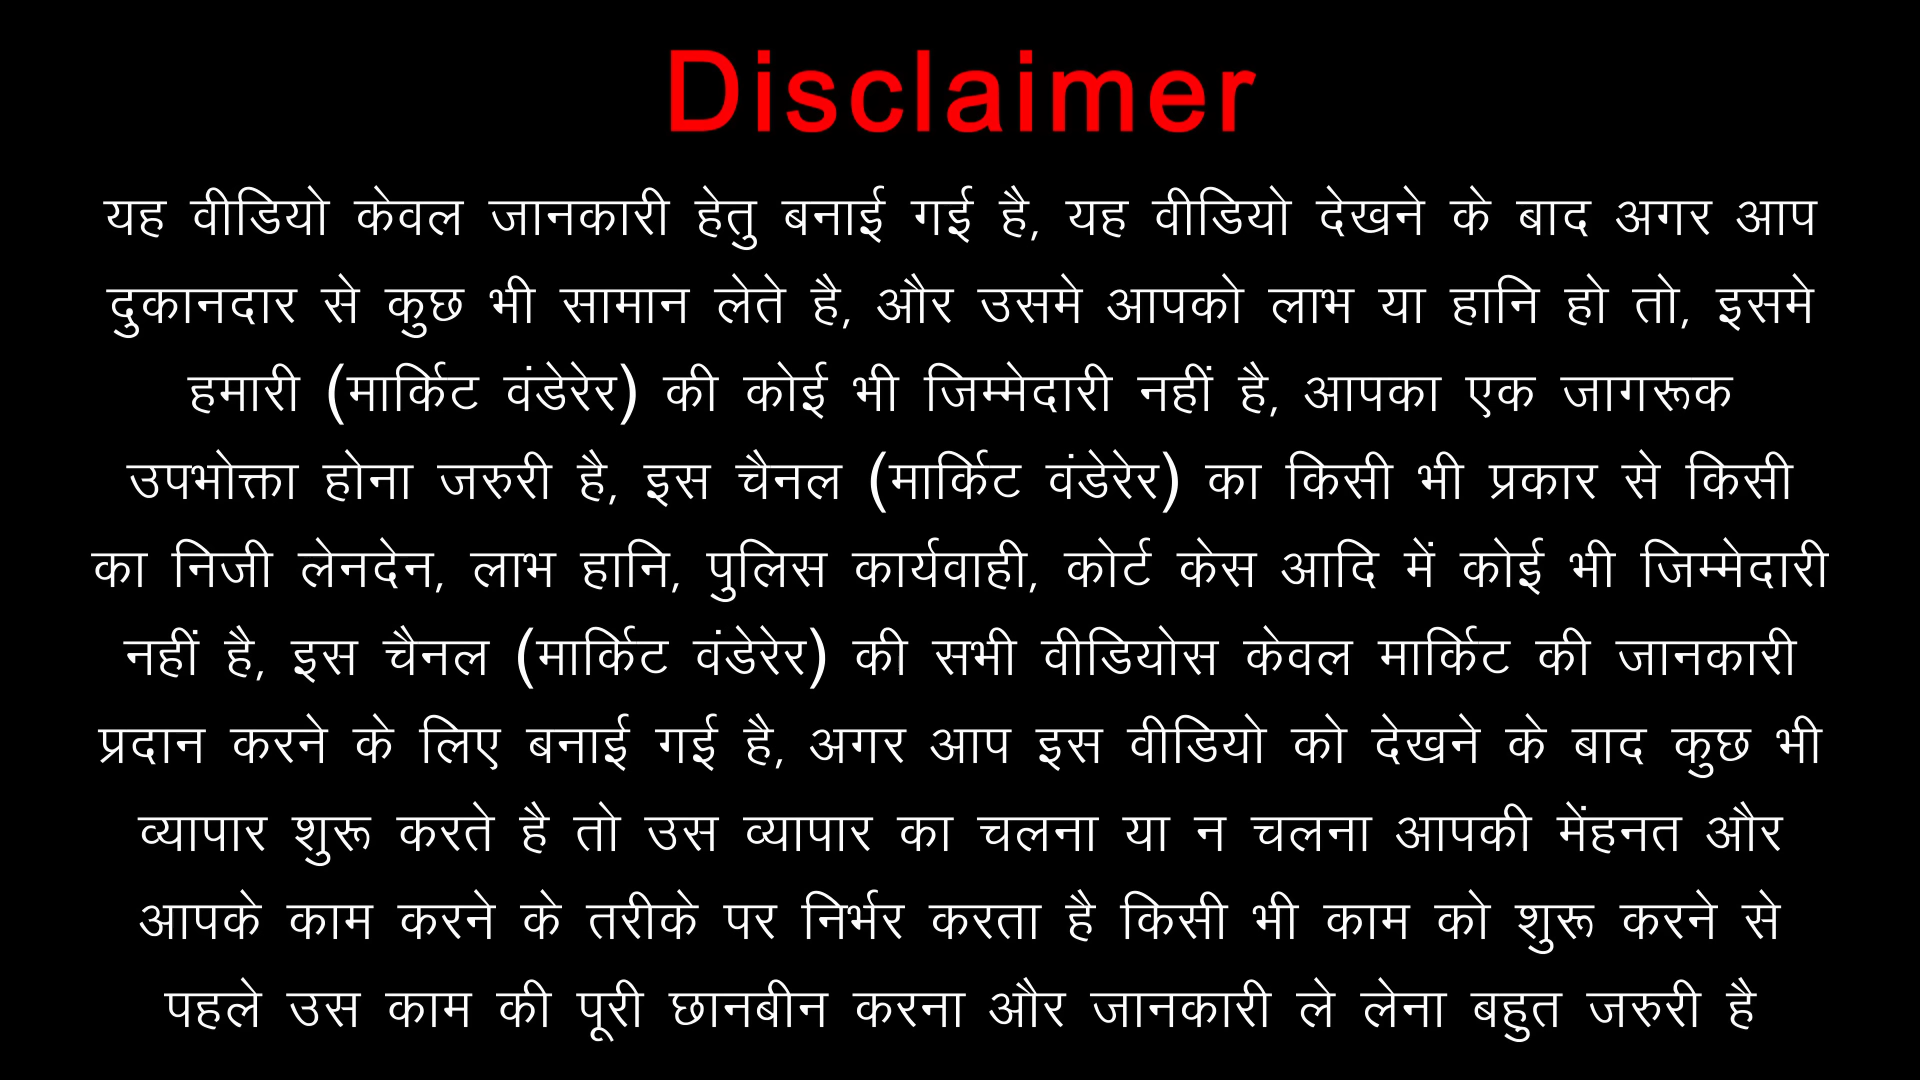 Disclaimer
यह वीडियो केवल जानकारी हेतु बनाई गई है, यह वीडियो देखने के बाद अगर आप
दुकानदार से कुछ भी सामान लेते है, और उसमे आपको लाभ या हानि हो तो, इसमे
हमारी (मार्किट वंडेरेर) की कोई भी जिम्मेदारी नहीं है, आपका एक जागरूक
उपभोक्ता होना जरुरी है, इस चैनल (मार्किट वंडेरेर) का किसी भी प्रकार से किसी
का निजी लेनदेन, लाभ हानि, पुलिस कार्यवाही, कोर्ट केस आदि में कोई भी जिम्मेदारी
नहीं है, इस चैनल (मार्किट वंडेरेर) की सभी वीडियोस केवल मार्किट की जानकारी
प्रदान करने के लिए बनाई गई है, अगर आप इस वीडियो को देखने के बाद कुछ भी
व्यापार शुरू करते है तो उस व्यापार का चलना या न चलना आपकी मेंहनत और
आपके काम करने के तरीके पर निर्भर करता है किसी भी काम को शुरू करने से
पहले उस काम की पूरी छानबीन करना और जानकारी ले लेना बहुत जरुरी है